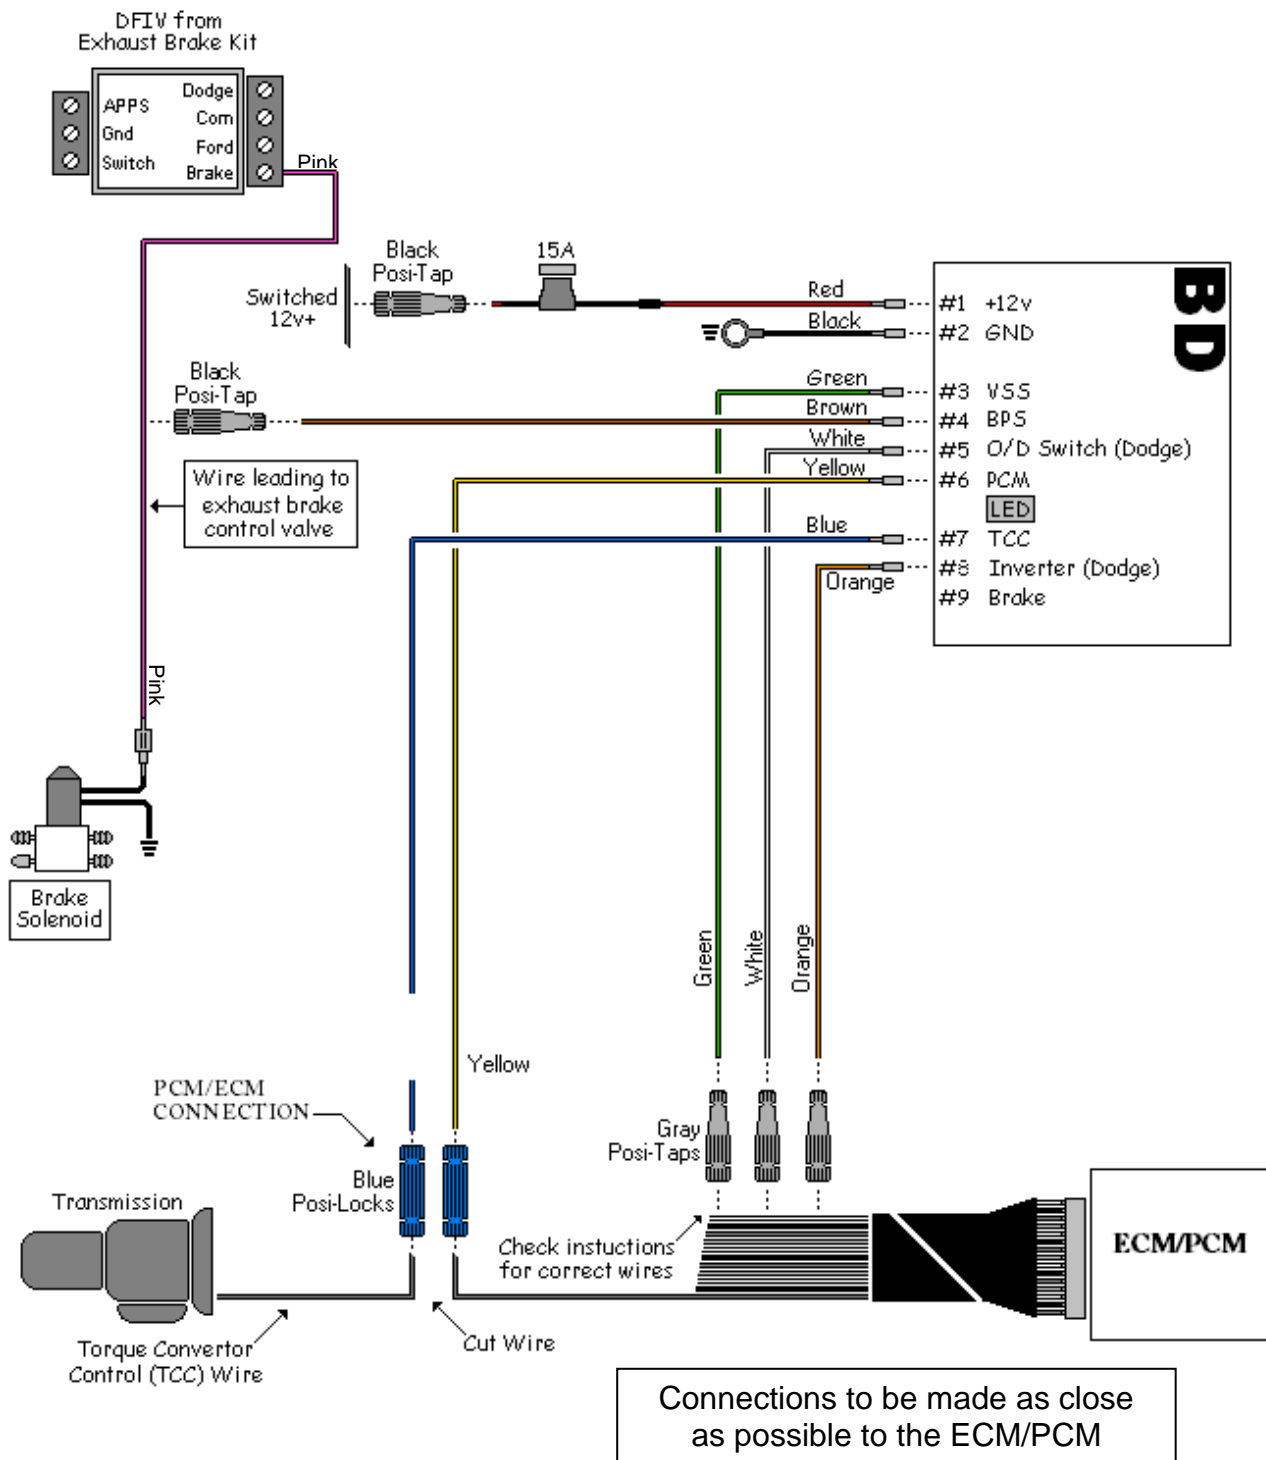 DFIV from
Exhaust Brake Kit
APPS
Gnd
Switch
Dodge
Com
Ford
Brake
Pink
Black
Posi-Tap
15A
Switched
12v+
Red
Black
BD
#1 +12v
#2 GND
#3 VSS
#4 BPS
#5 O/D Switch (Dodge)
#6 PCM
LED
#7 TCC
#8 Inverter (Dodge)
#9 Brake
Green
Brown
White
Yellow
Blue
Orange
Black
Posi-Tap
Wire leading to
exhaust brake
control valve
Pink
Brake
Solenoid
Green
White
Orange
Yellow
PCM/ECM
CONNECTION
Blue
Posi-Locks
Gray
Posi-Taps
Transmission
Check instuctions
for correct wires
ECM/PCM
Torque Convertor
Control (TCC) Wire
Cut Wire
Connections to be made as close
as possible to the ECM/PCM